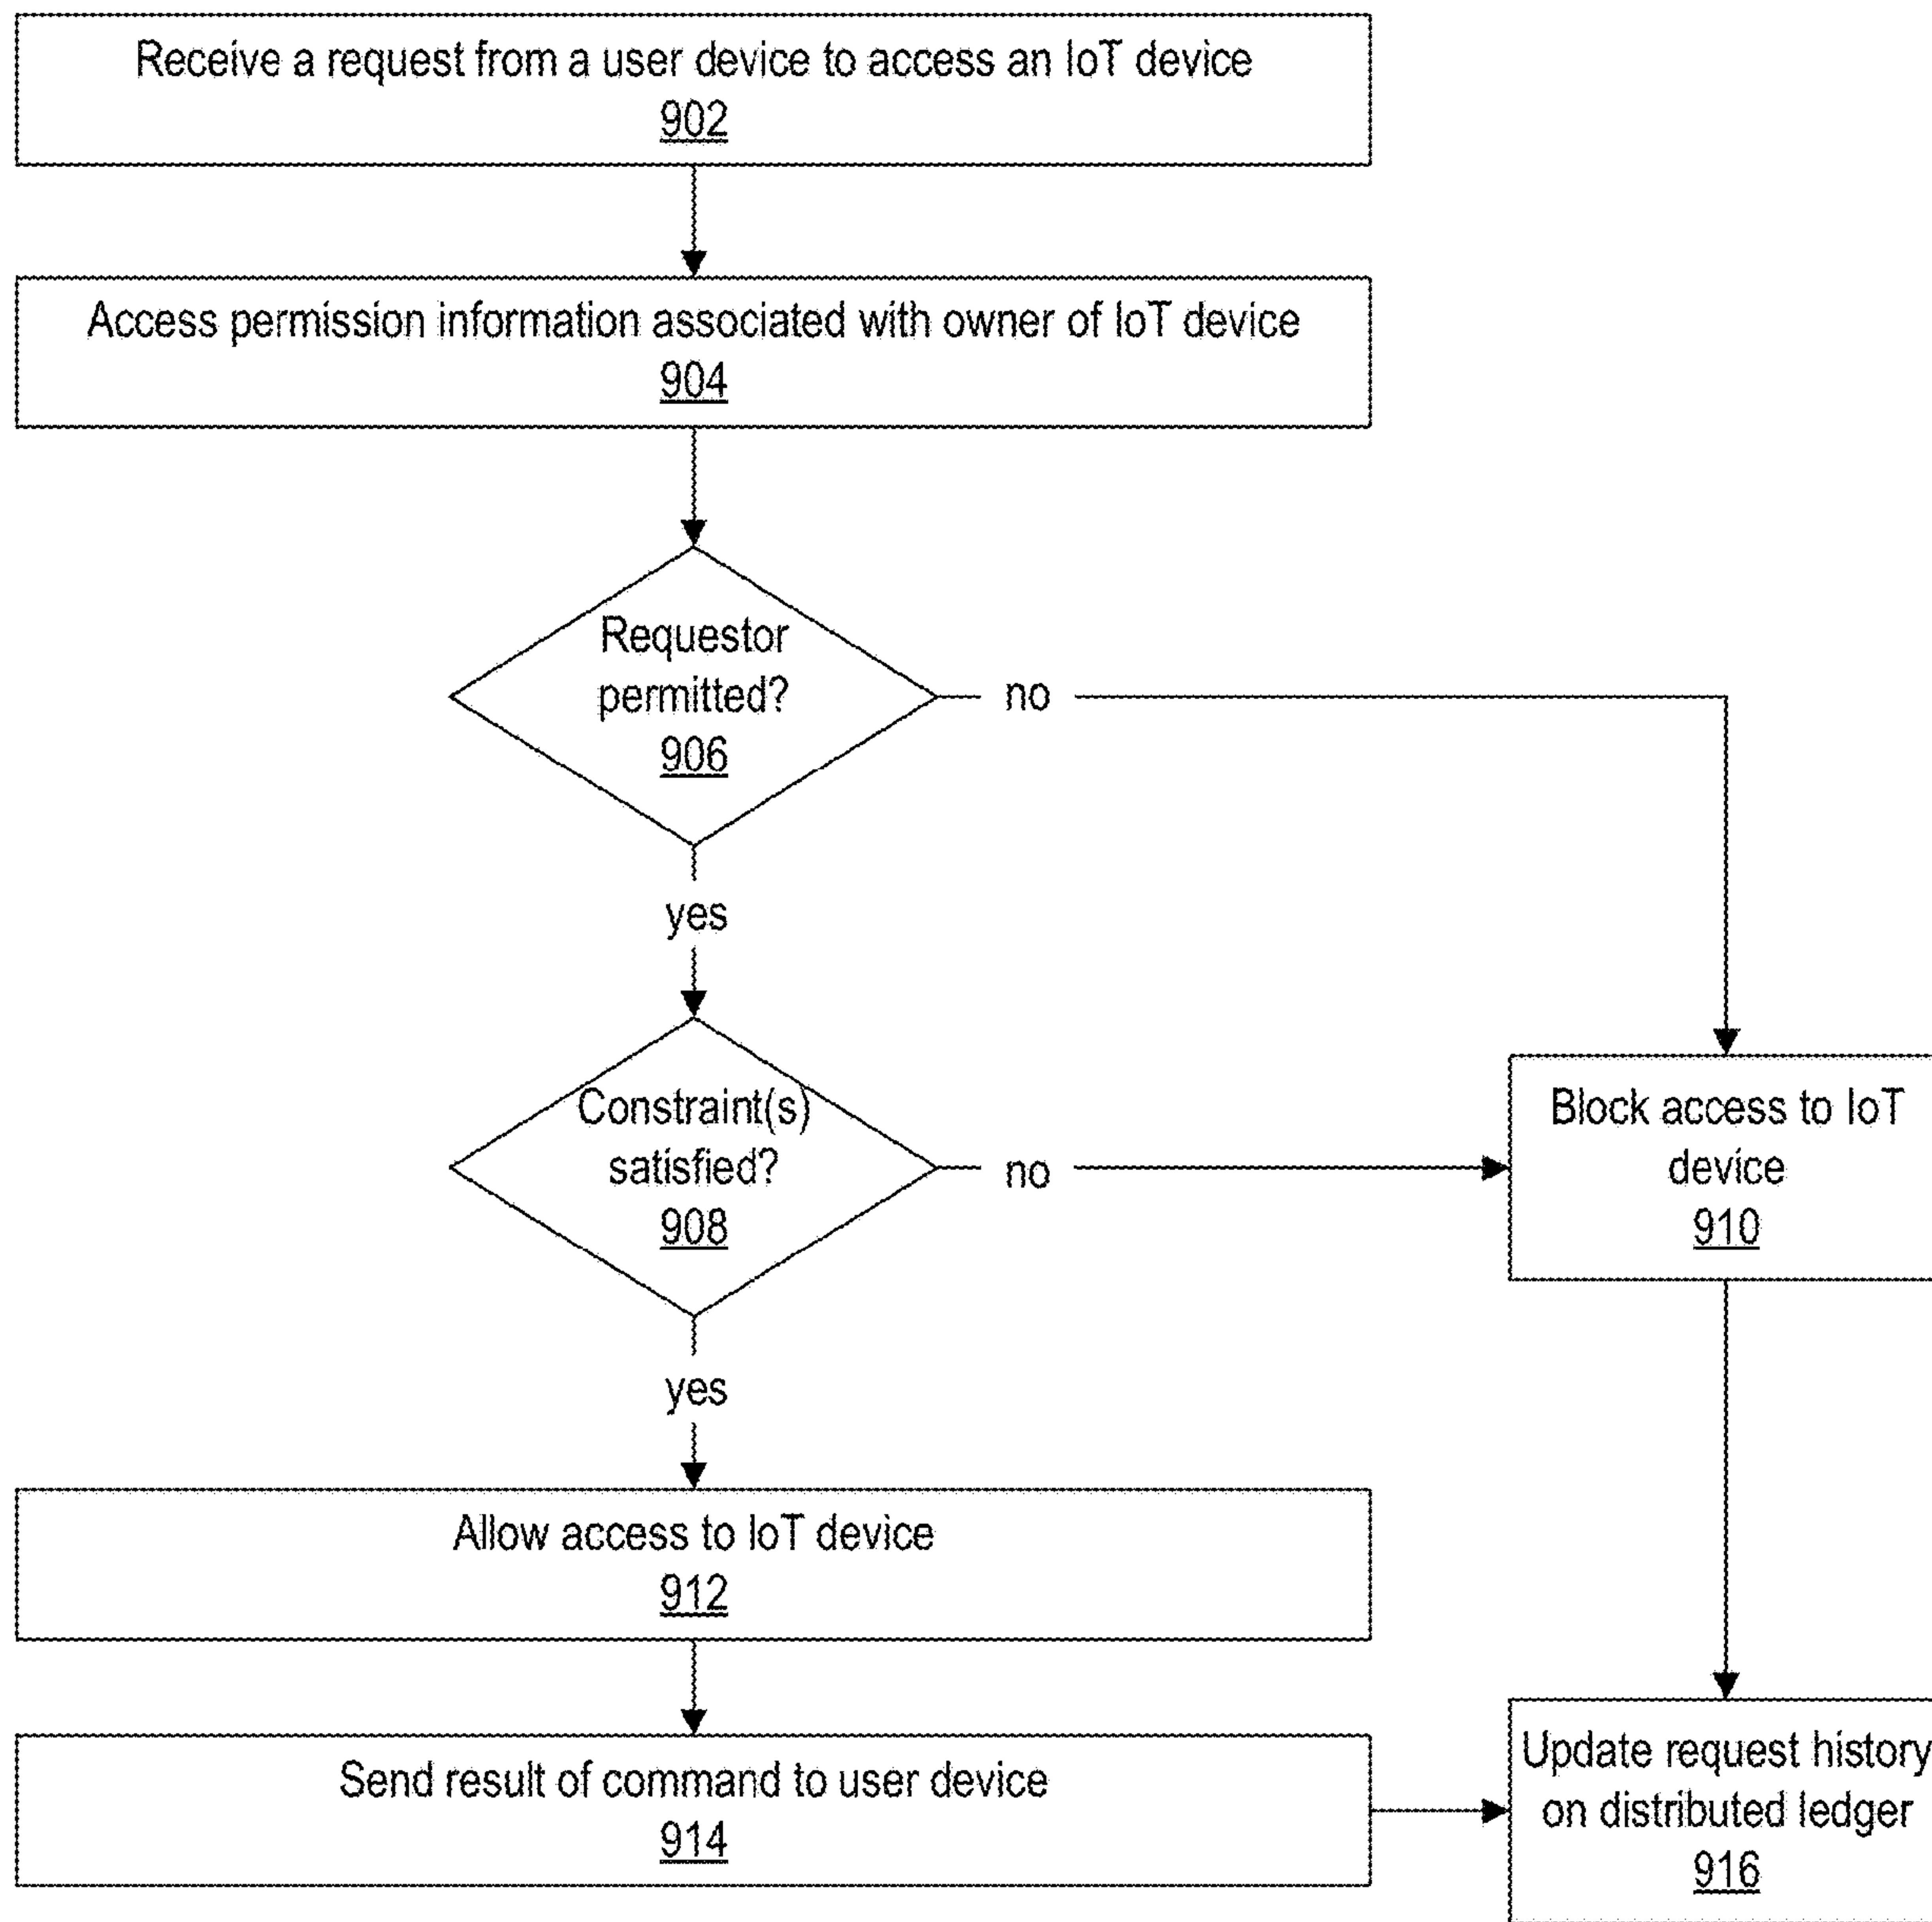 Receive a request from a user device to access an IoT device
902
Access permission information associated with owner of IoT device
904
Requestor
permitted?
906
no
yes
Constraint(s)
satisfied?
908
no
Block access to IoT
device
910
yes
Allow access to IoT device
912
Send result of command to user device
914
Update request history
on distributed ledger
916